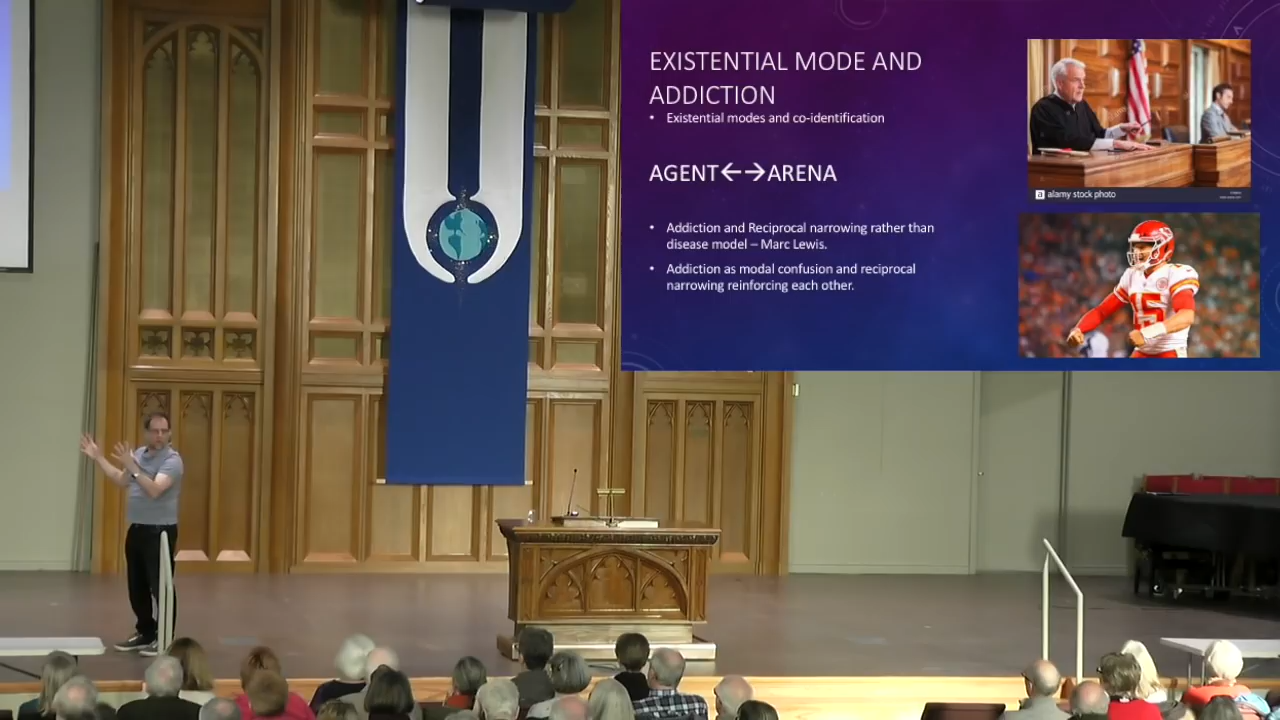 EXISTENTIAL MODE AND
ADDICTION
• Existential modes and co-identification
AGENT←→ARENA
• Addiction and Reciprocal narrowing rather than
disease model – Marc Lewis.
• Addiction as modal confusion and reciprocal
narrowing reinforcing each other.
a alamy stock photo
15